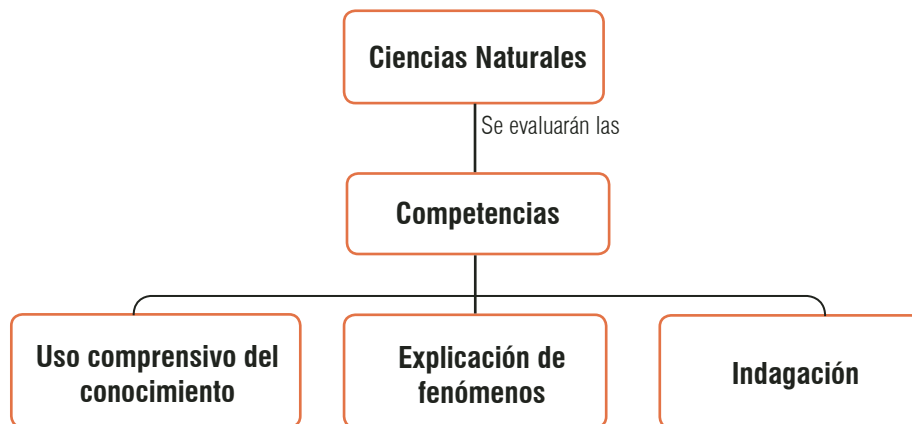 Ciencias Naturales
Se evaluarán las
Competencias
Uso comprensivo del
conocimiento
Explicación de
fenómenos
Indagación